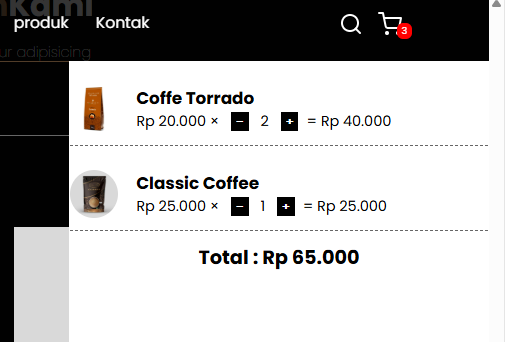 Kami
produk Kontak
3
ur adipisicing
Coffe Torrado
Rp 20.000 × − 2 + = Rp 40.000
Classic Coffee
Rp 25.000 × − 1 + = Rp 25.000
Total : Rp 65.000